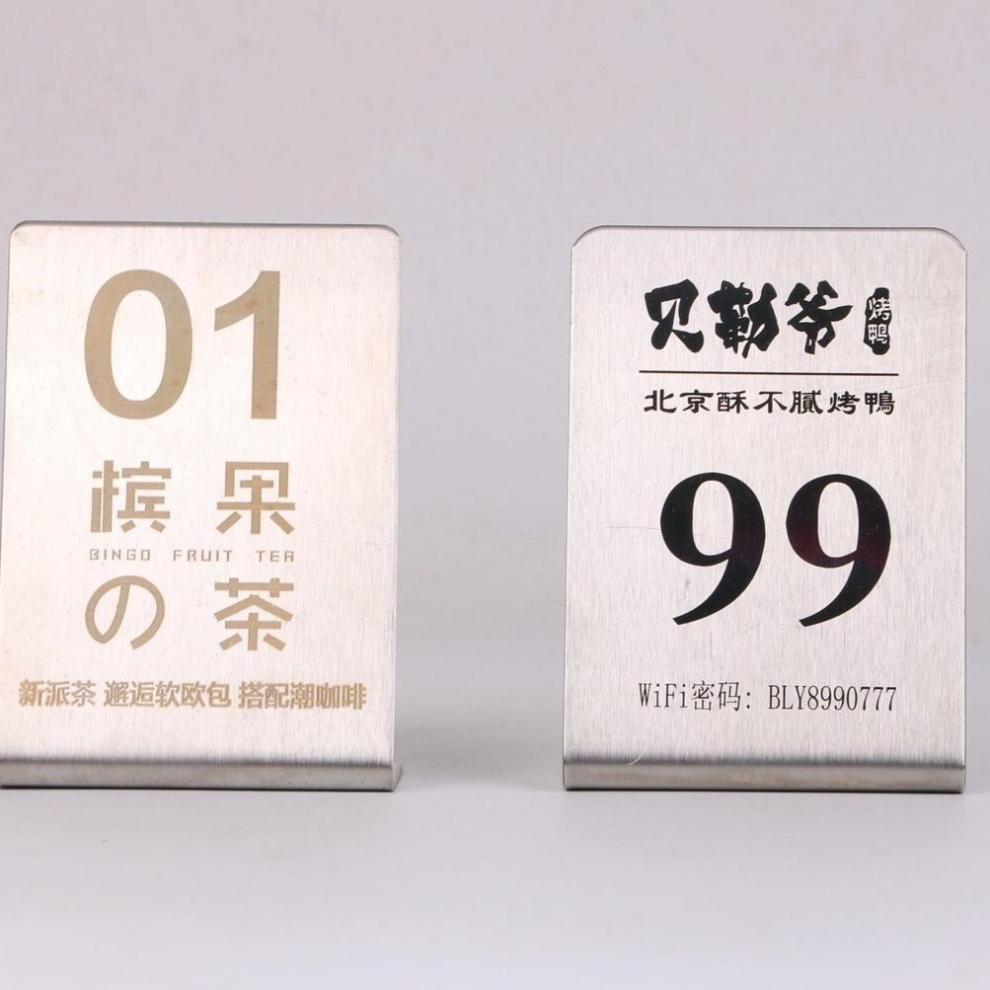 01
槟果
BINGO FRUIT TEA
の茶
新派茶 邂逅软欧包 搭配潮咖啡
贝勒爷 烤鸭
北京酥不腻烤鴨
99
WiFi密码: BLY8990777